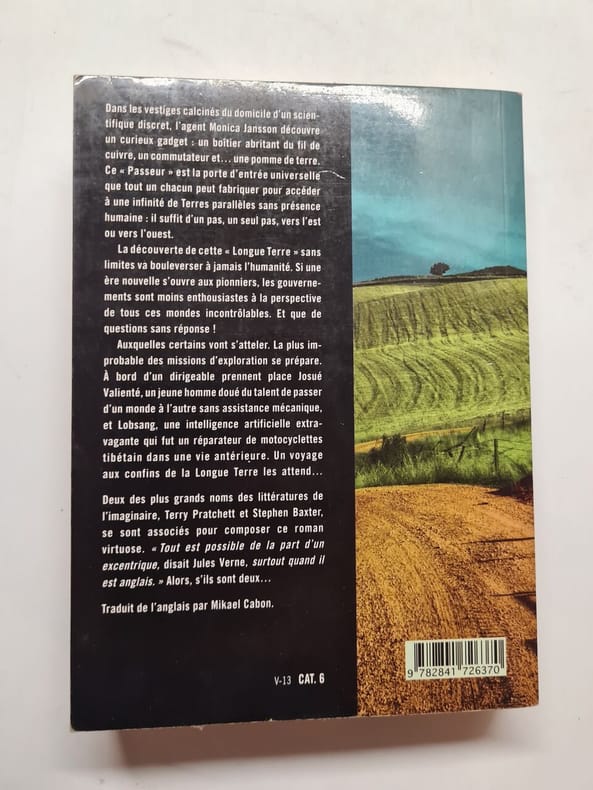 Dans les vestiges calcinés du domicile d'un scien-
tifique discret, l'agent Monica Jansson découvre
un curieux gadget : un boîtier abritant du fil de
cuivre, un commutateur et... une pomme de terre.
Ce « Passeur » est la porte d'entrée universelle
que tout un chacun peut fabriquer pour accéder
à une infinité de Terres parallèles sans présence
humaine : il suffit d'un pas, un seul pas, vers l'est
ou vers l'ouest.
La découverte de cette « Longue Terre » sans
limites va bouleverser à jamais l'humanité. Si une
ère nouvelle s'ouvre aux pionniers, les gouverne-
ments sont moins enthousiastes à la perspective
de tous ces mondes incontrôlables. Et que de
questions sans réponse !
Auxquelles certains vont s'atteler. La plus im-
probable des missions d'exploration se prépare.
À bord d'un dirigeable prennent place Josué
Valienté, un jeune homme doué du talent de passer
d'un monde à l'autre sans assistance mécanique,
et Lobsang, une intelligence artificielle extra-
vagante qui fut un réparateur de motocyclettes
tibétain dans une vie antérieure. Un voyage
aux confins de la Longue Terre les attend...
Deux des plus grands noms des littératures de
l'imaginaire, Terry Pratchett et Stephen Baxter,
se sont associés pour composer ce roman
virtuose. « Tout est possible de la part d'un
excentrique, disait Jules Verne, surtout quand il
est anglais. » Alors, s'ils sont deux...
Traduit de l'anglais par Mikael Cabon.
V-13 CAT. 6
9 782841 726370